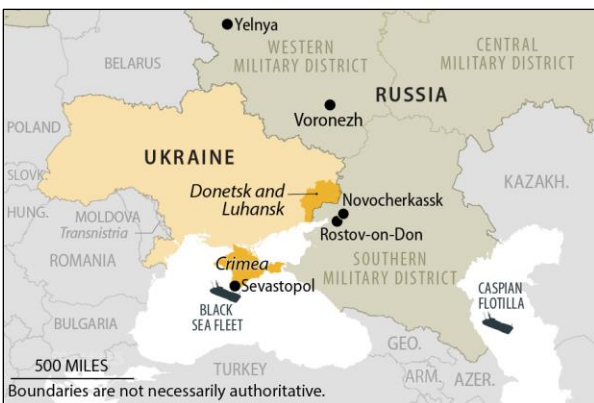 Yelnya
WESTERN
MILITARY DISTRICT
CENTRAL
MILITARY DISTRICT
BELARUS
RUSSIA
Voronezh
POLAND
UKRAINE
SLOVK.
KAZAKH.
Donetsk and
Luhansk
Novocherkassk
HUNG.
MOLDOVA
Transnistria
Rostov-on-Don
ROMANIA
Crimea
SOUTHERN
MILITARY DISTRICT
Sevastopol
CASPIAN
FLOTILLA
BLACK
SEA FLEET
BULGARIA
GEO.
500 MILES
TURKEY
ARM.
AZER.
Boundaries are not necessarily authoritative.